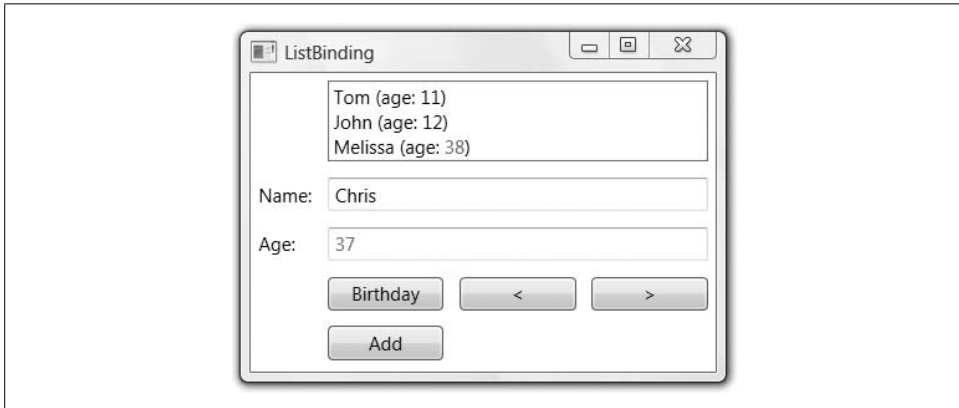 ListBinding
Tom (age: 11)
John (age: 12)
Melissa (age: 38)
Name: Chris
Age: 37
Birthday < >
Add